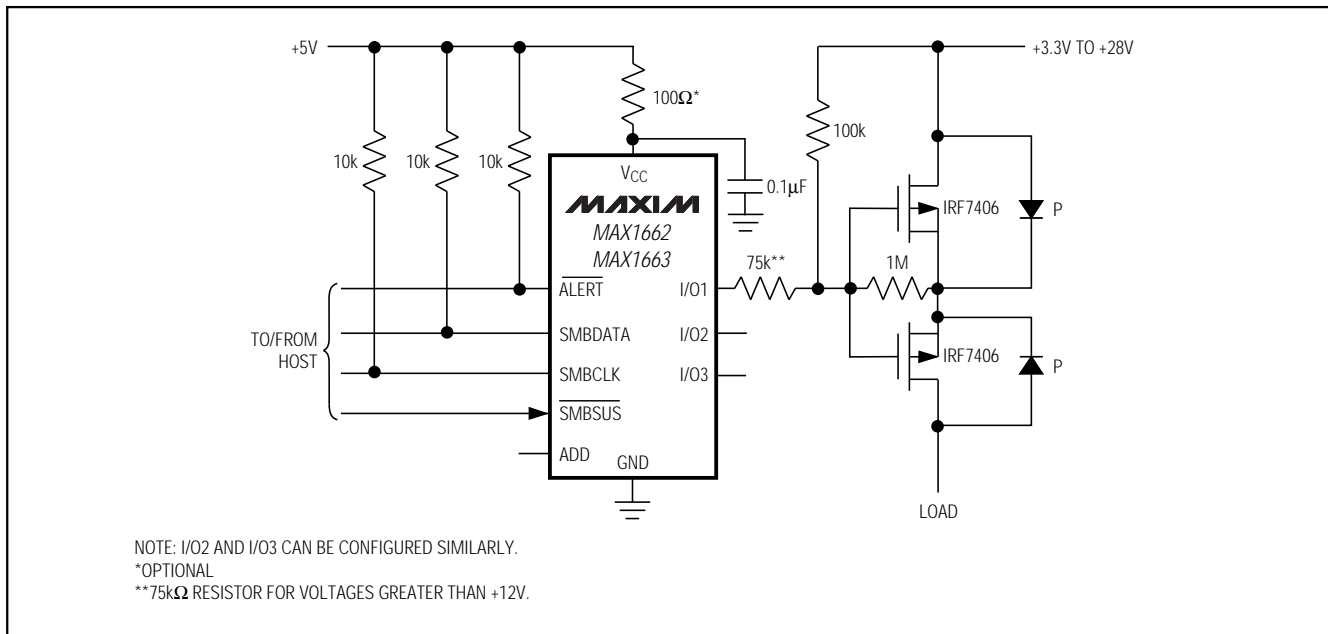 +5V
+3.3V TO +28V
100Ω*
100k
10k
10k
10k
VCC
0.1µF
MAXIM
MAX1662
MAX1663
IRF7406
P
75k**
1M
ALERT
I/O1
SMBDATA
I/O2
TO/FROM
HOST
IRF7406
P
SMBCLK
I/O3
SMBSUS
ADD
GND
LOAD
NOTE: I/O2 AND I/O3 CAN BE CONFIGURED SIMILARLY.
*OPTIONAL
**75kΩ RESISTOR FOR VOLTAGES GREATER THAN +12V.